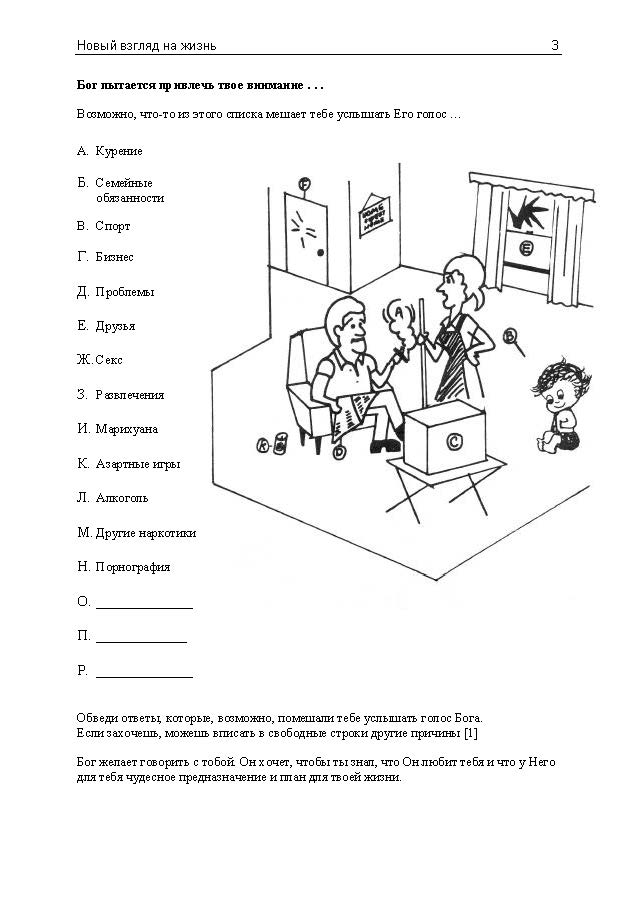 Новый взгляд на жизнь 3
Бог пытается привлечь твое внимание . . .
Возможно, что-то из этого списка мешает тебе услышать Его голос …
А. Курение
Б. Семейные
обязанности
В. Спорт
Г. Бизнес
Д. Проблемы
Е. Друзья
Ж. Секс
З. Развлечения
И. Марихуана
К. Азартные игры
Л. Алкоголь
М. Другие наркотики
Н. Порнография
О. _______________
П. ______________
Р. _______________
F
HOME
SWEET
HOME
E
A
B
C
K
D
Обведи ответы, которые, возможно, помешали тебе услышать голос Бога.
Если захочешь, можешь вписать в свободные строки другие причины [1]
Бог желает говорить с тобой. Он хочет, чтобы ты знал, что Он любит тебя и что у Него
для тебя чудесное предназначение и план для твоей жизни.